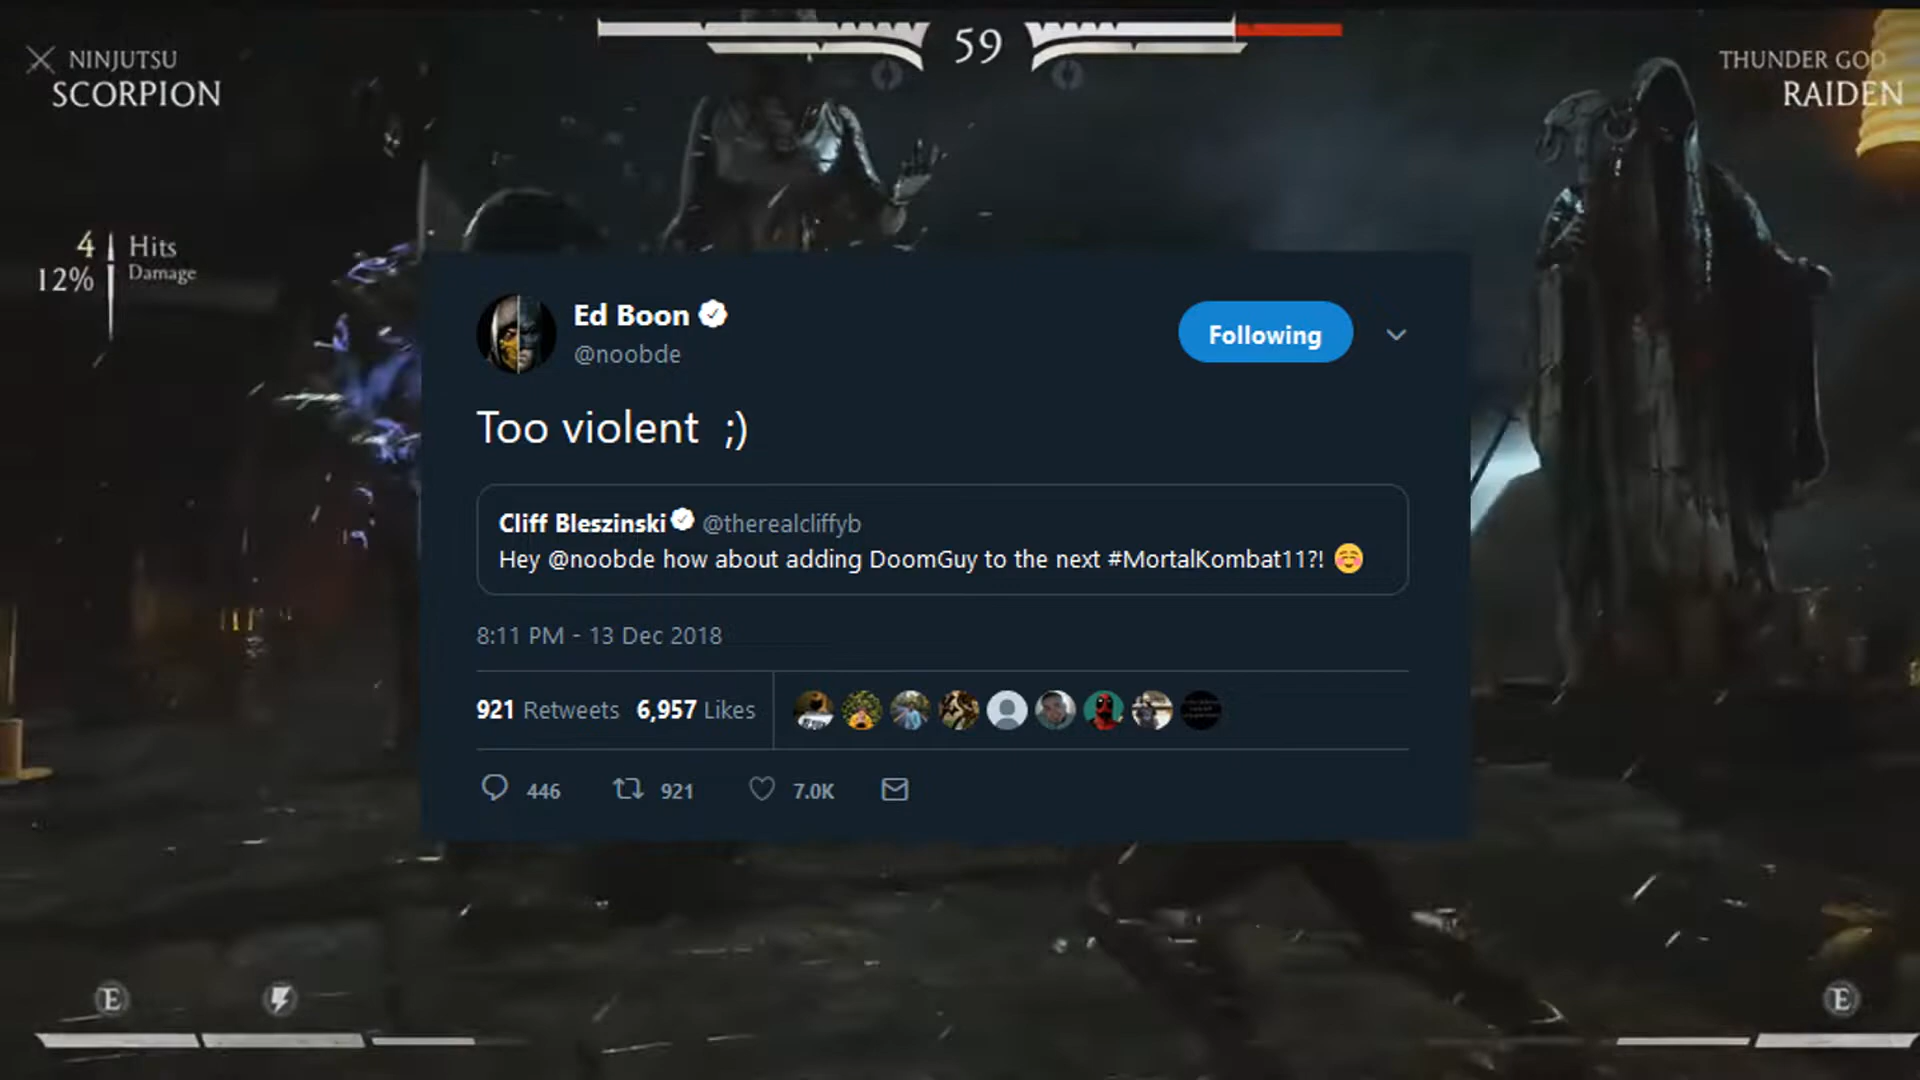 59
NINJUTSU
SCORPION
THUNDER GOD
RAIDEN
4 Hits
12% Damage
Ed Boon
@noobde
Following
Too violent ;)
Cliff Bleszinski @therealcliffyb
Hey @noobde how about adding DoomGuy to the next #MortalKombat11?! ☺️
8:11 PM - 13 Dec 2018
921 Retweets 6,957 Likes
446 921 7.0K
E E